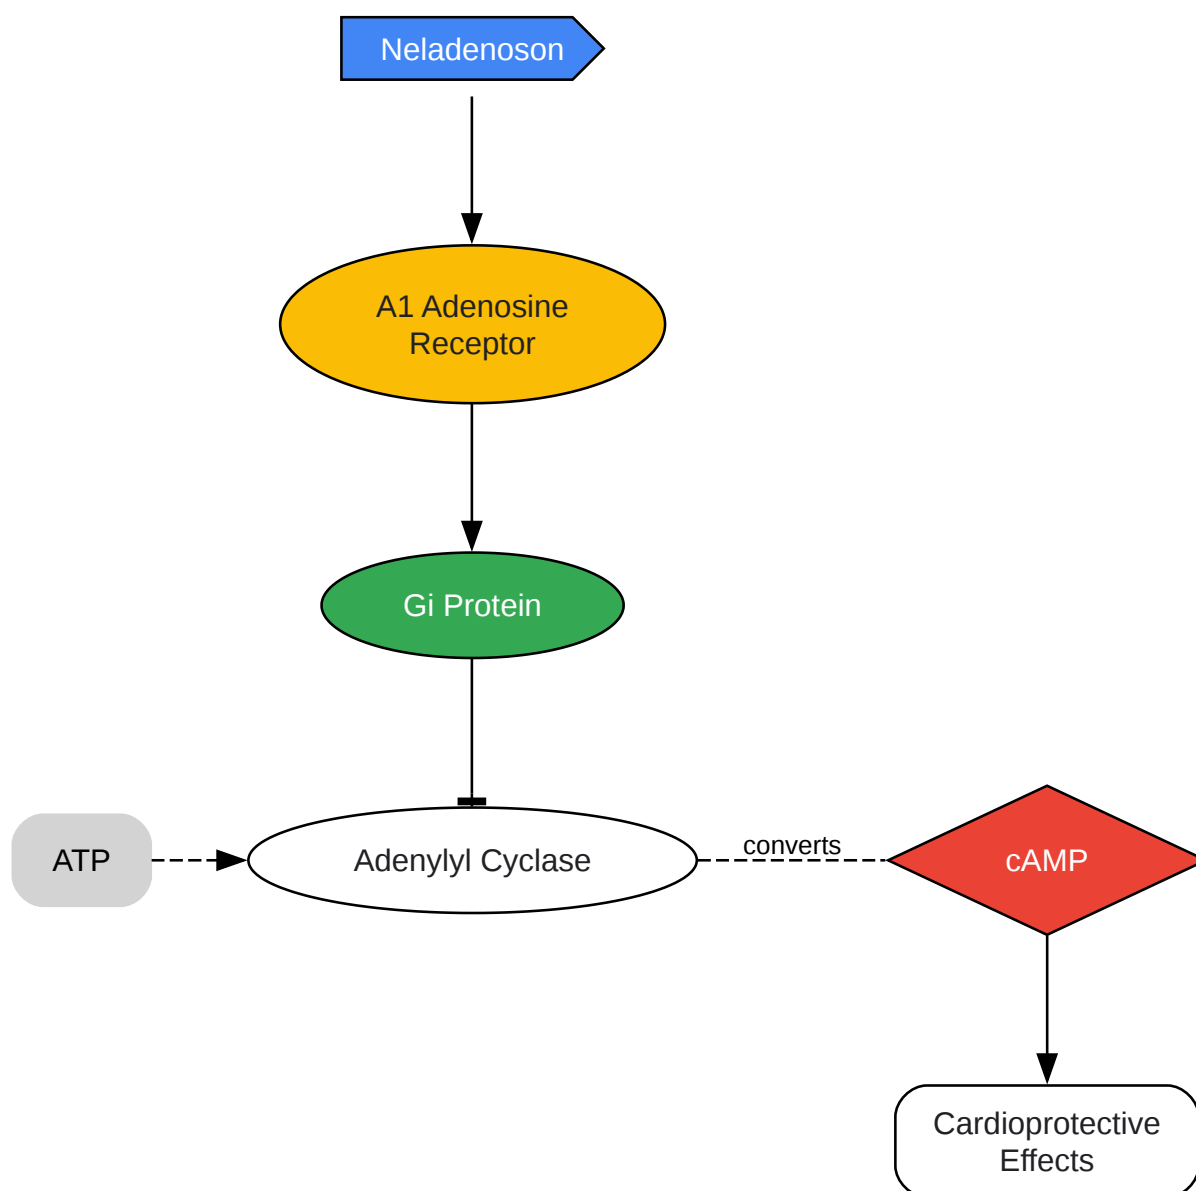 Neladenoson
A1 Adenosine
Receptor
Gi Protein
ATP
Adenylyl Cyclase
converts
cAMP
Cardioprotective
Effects